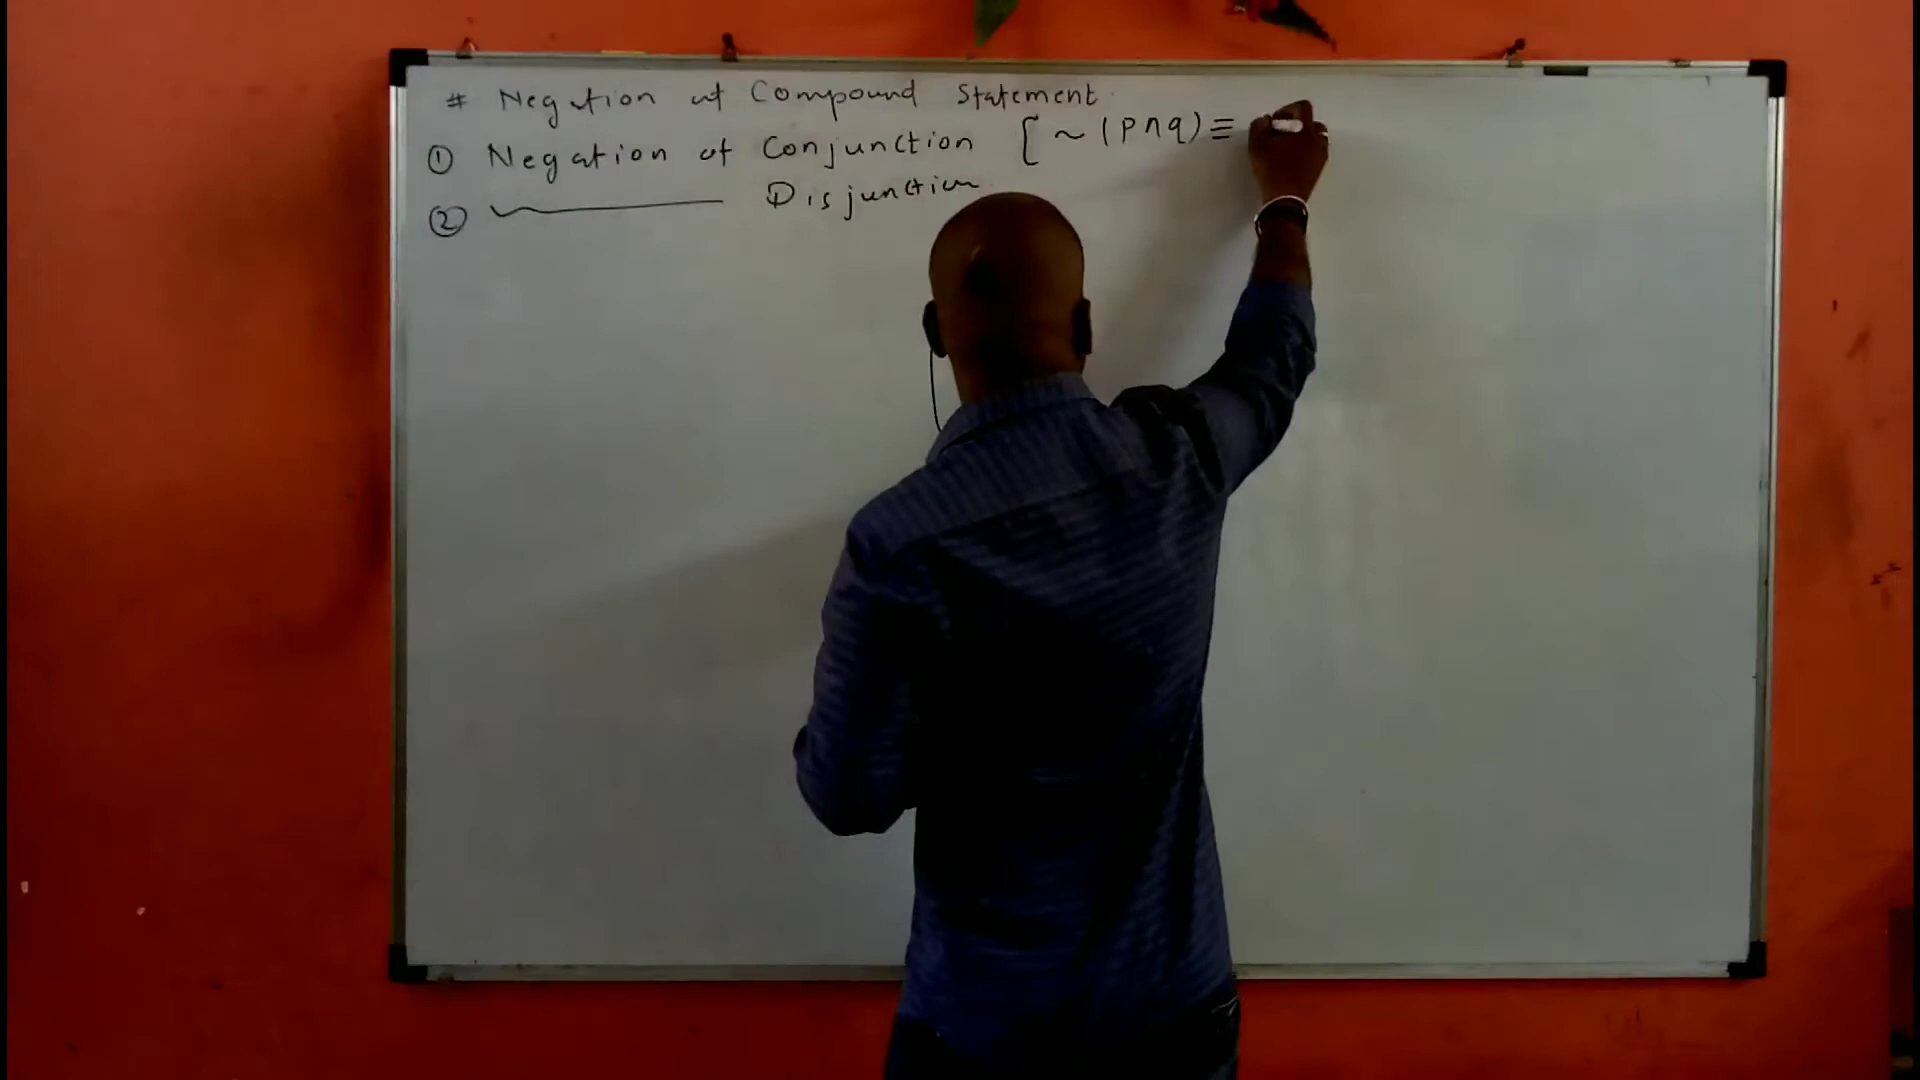 # Negation of Compound Statement
① Negation of Conjunction [ ~ (p ∩ q) ≡
② ——— Disjunction